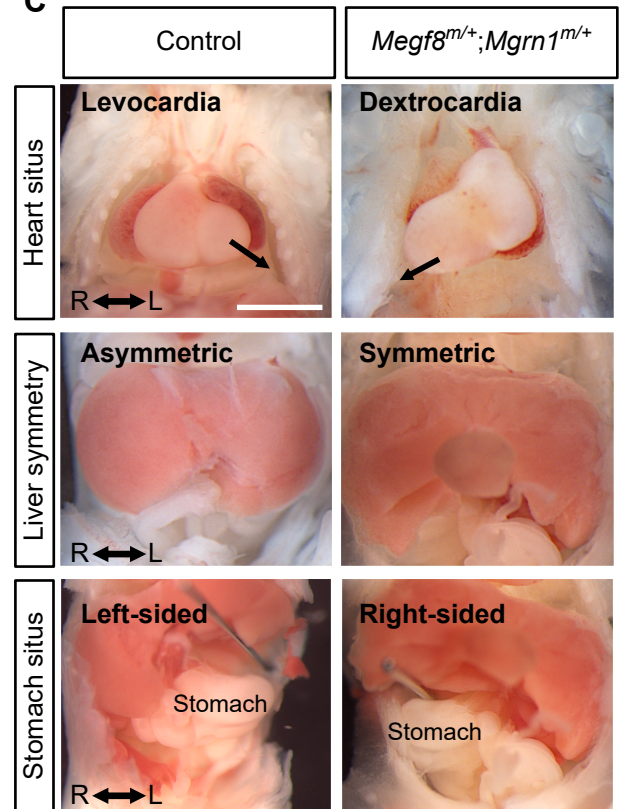 C
Control
Megf8m/+;Mgrn1m/+
Heart situs
Levocardia
Dextrocardia
R L
Liver symmetry
Asymmetric
Symmetric
R L
Stomach situs
Left-sided
Right-sided
Stomach
Stomach
R L